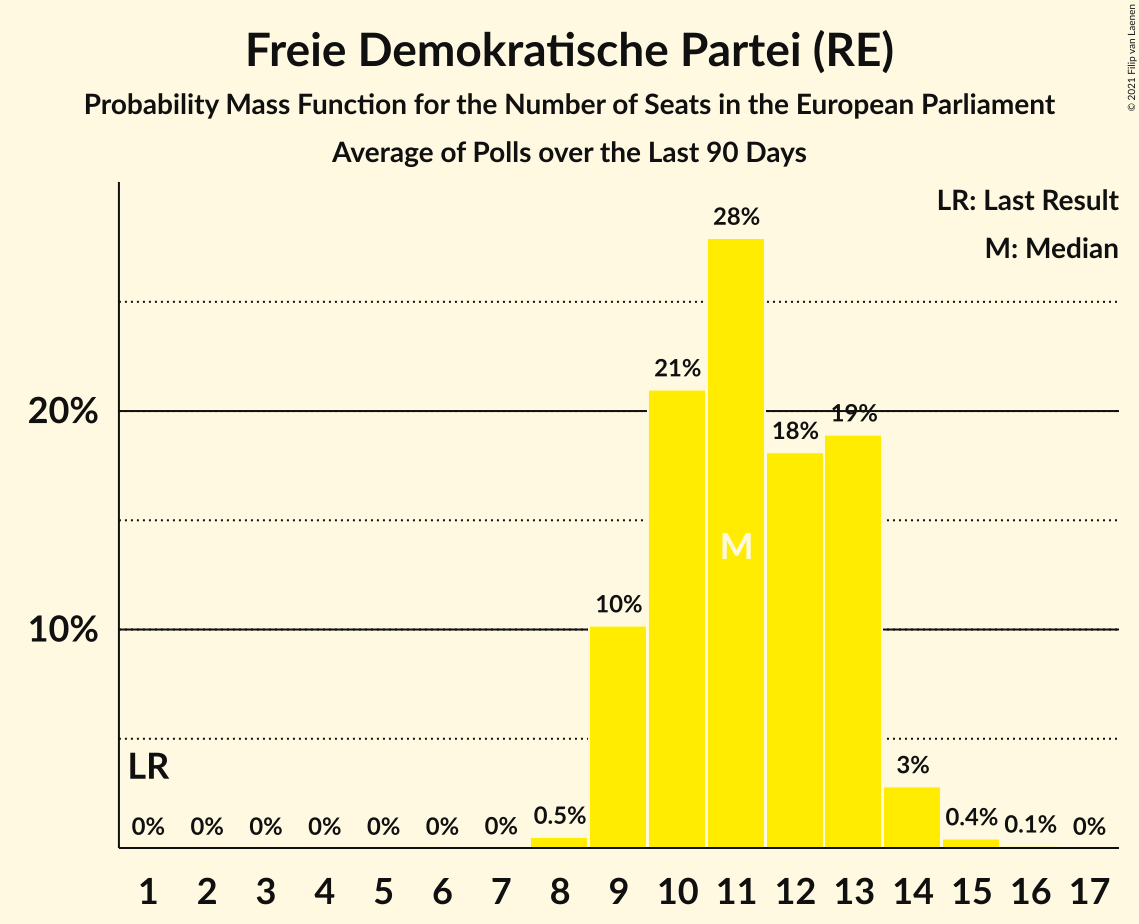 Freie Demokratische Partei (RE)
Probability Mass Function for the Number of Seats in the European Parliament
Average of Polls over the Last 90 Days
© 2021 Filip van Laenen
LR: Last Result
M: Median
28%
21%
20%
19%
18%
M
10%
10%
LR
3%
0% 0% 0% 0% 0% 0% 0% 0.5% 0.4% 0.1% 0%
1 2 3 4 5 6 7 8 9 10 11 12 13 14 15 16 17